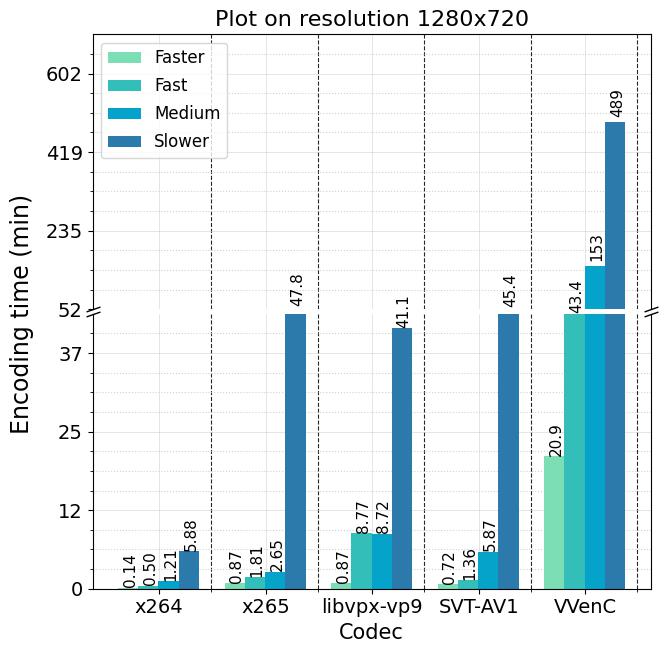 Plot on resolution 1280x720
Faster
Fast
Medium
Slower
Encoding time (min)
602
419
235
52
37
25
12
0
0.14
0.50
1.21
5.88
0.87
1.81
2.65
47.8
0.87
8.77
8.72
41.1
0.72
1.36
5.87
45.4
20.9
43.4
153
489
x264
x265
libvpx-vp9
SVT-AV1
VVenC
Codec